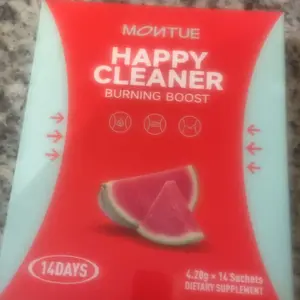 MONTUE
HAPPY
CLEANER
BURNING BOOST
14DAYS
4.28g × 14 Sachets
DIETARY SUPPLEMENT